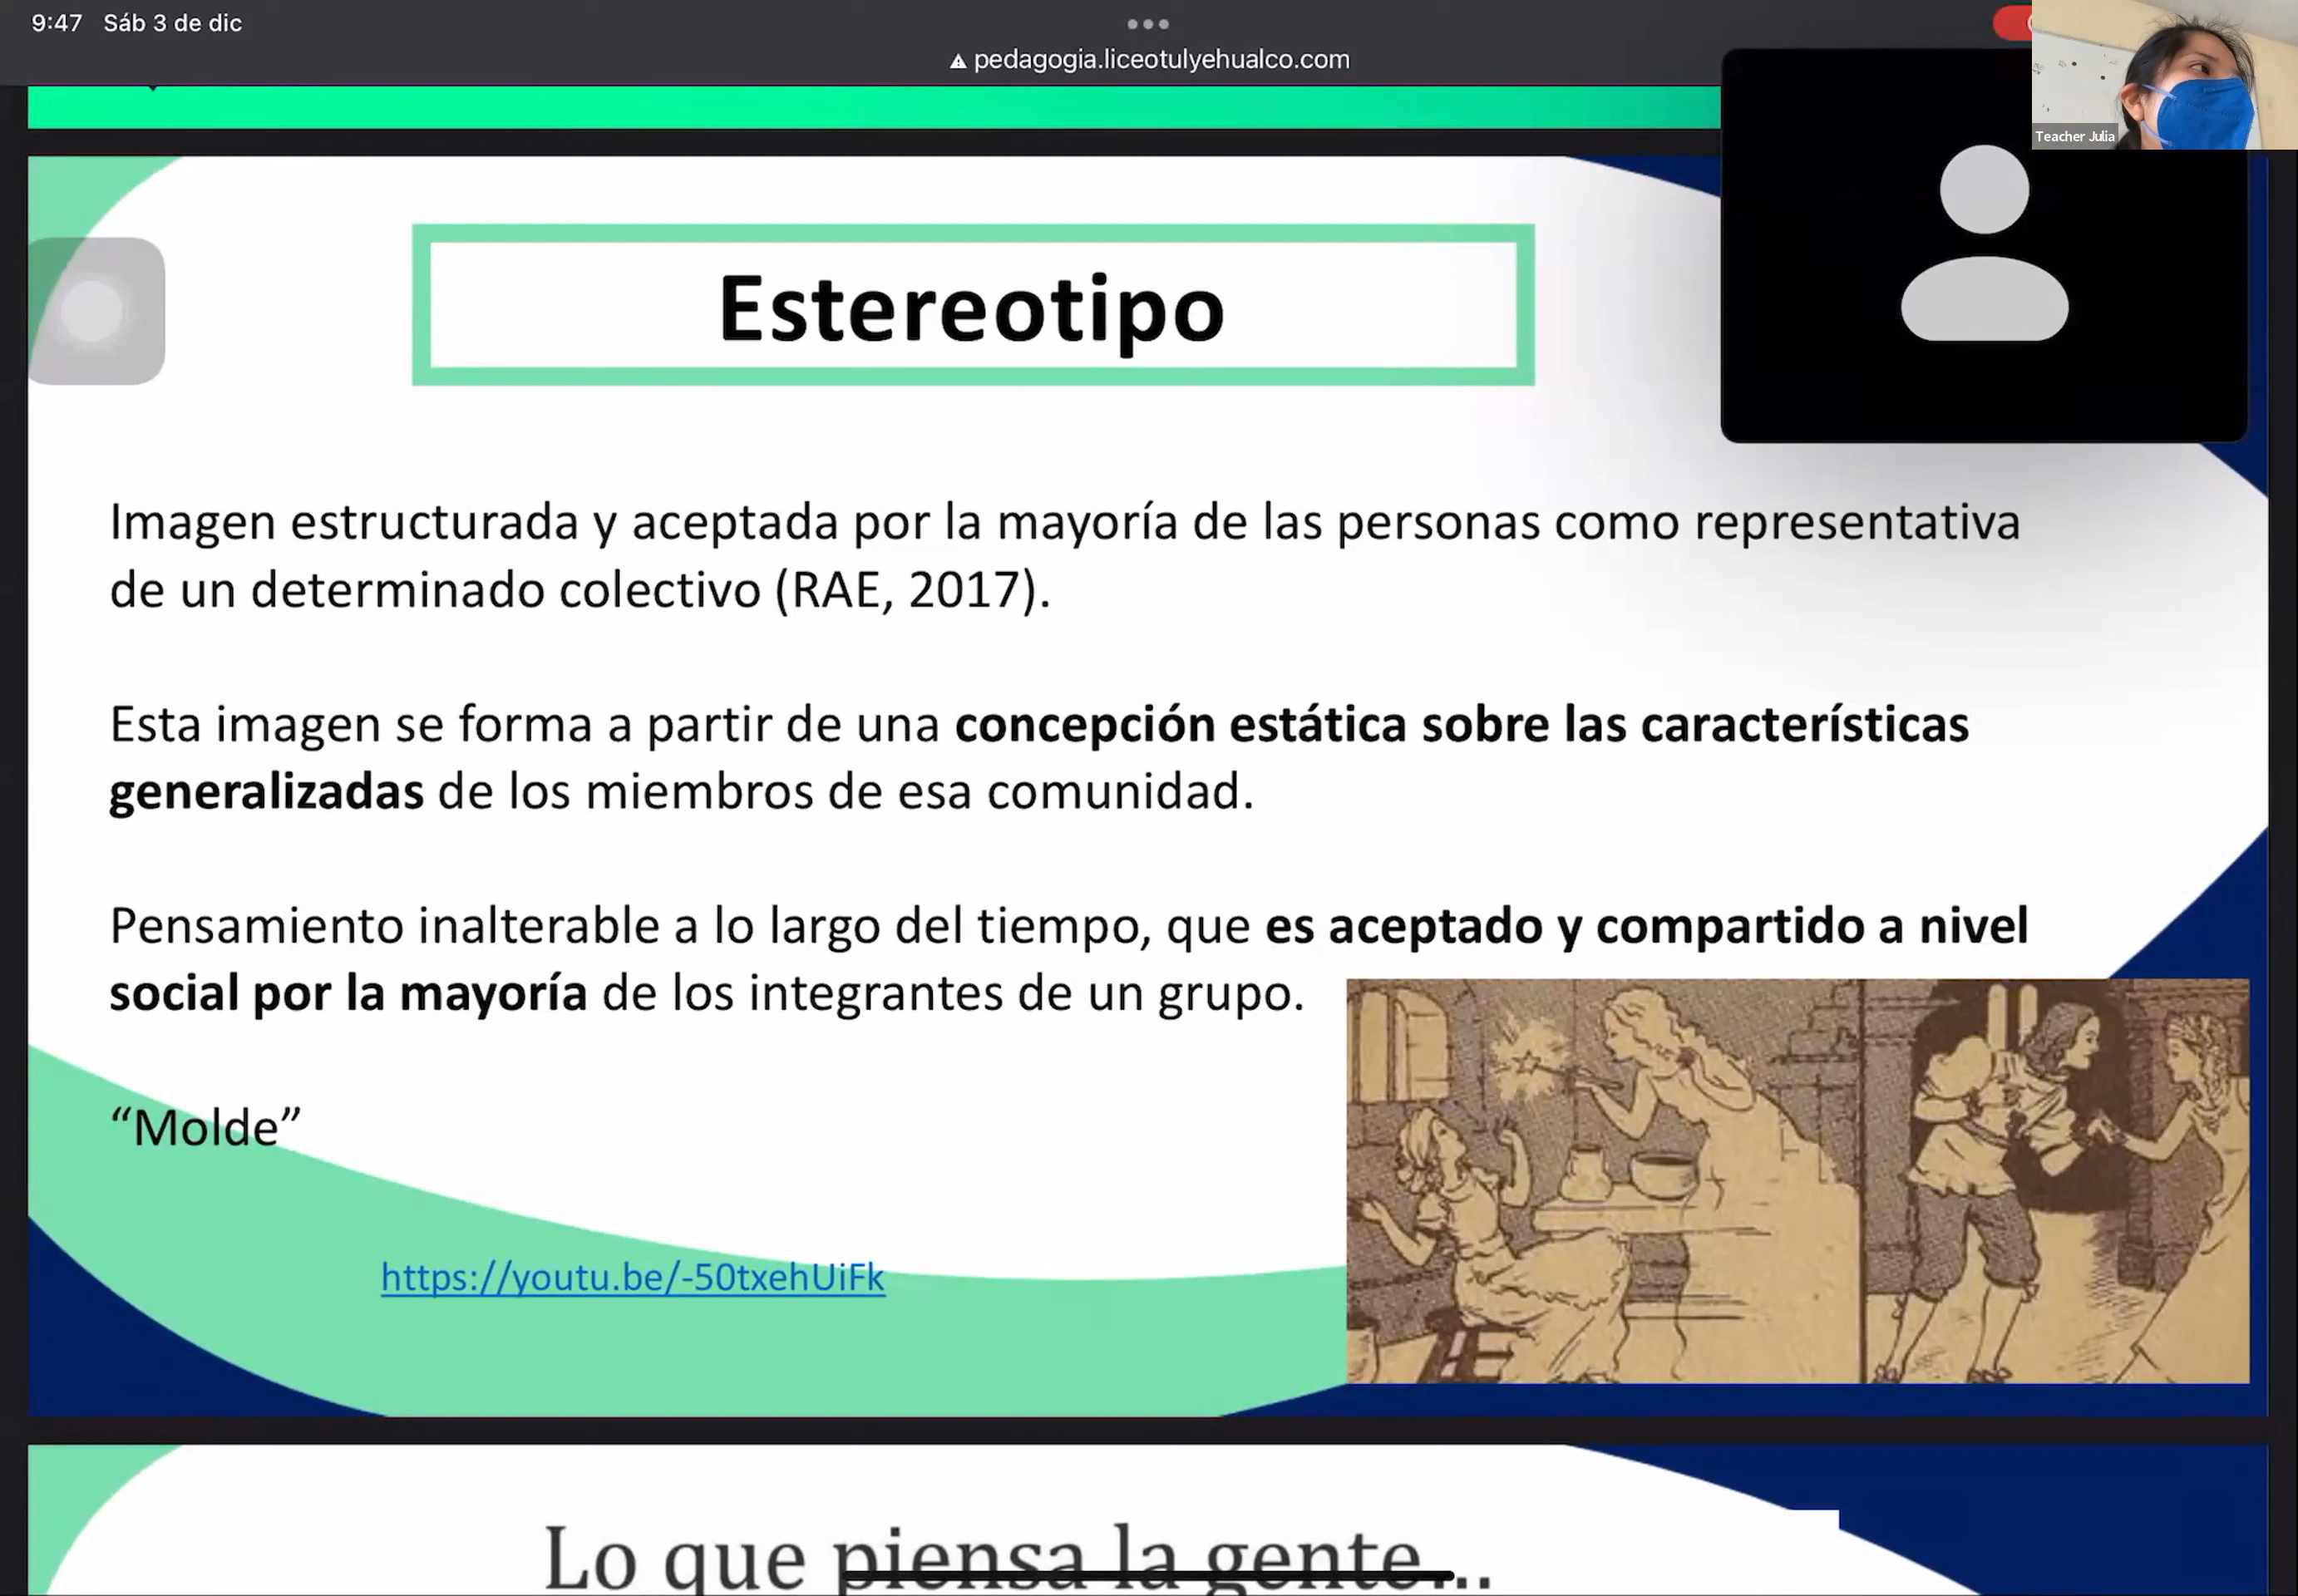 9:47 Sáb 3 de dic
pedagogia.liceotulyehualco.com
Teacher Julia
Estereotipo
Imagen estructurada y aceptada por la mayoría de las personas como representativa
de un determinado colectivo (RAE, 2017).
Esta imagen se forma a partir de una concepción estática sobre las características
generalizadas de los miembros de esa comunidad.
Pensamiento inalterable a lo largo del tiempo, que es aceptado y compartido a nivel
social por la mayoría de los integrantes de un grupo.
“Molde”
https://youtu.be/-50txehUiFk
Lo que piensa la gente...